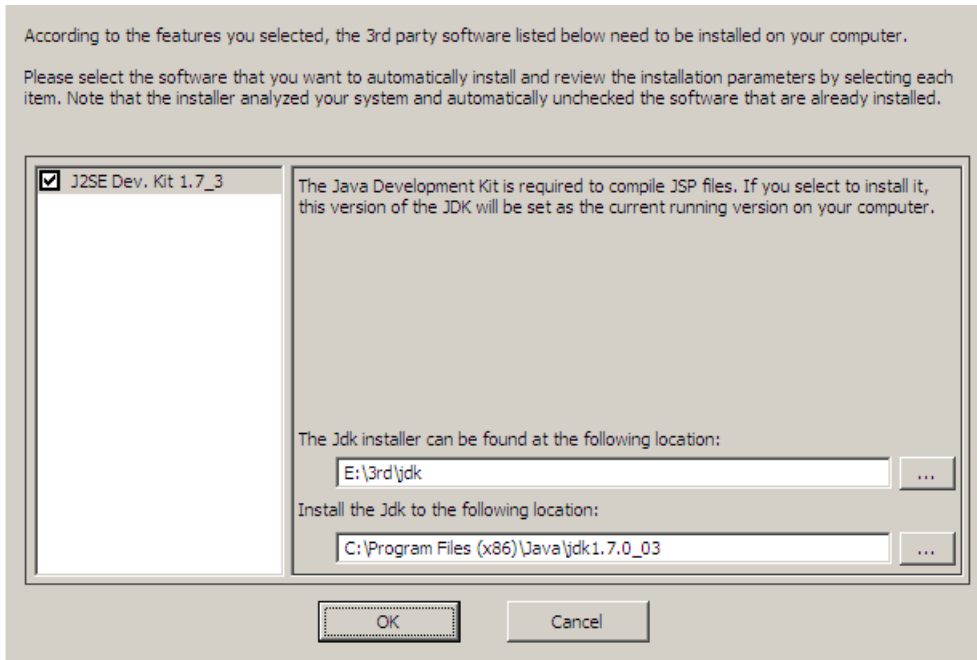 According to the features you selected, the 3rd party software listed below need to be installed on your computer.
Please select the software that you want to automatically install and review the installation parameters by selecting each
item. Note that the installer analyzed your system and automatically unchecked the software that are already installed.
J2SE Dev. Kit 1.7_3
The Java Development Kit is required to compile JSP files. If you select to install it,
this version of the JDK will be set as the current running version on your computer.
The Jdk installer can be found at the following location:
E:\3rd\jdk
...
Install the Jdk to the following location:
C:\Program Files (x86)\Java\jdk1.7.0_03
...
OK
Cancel